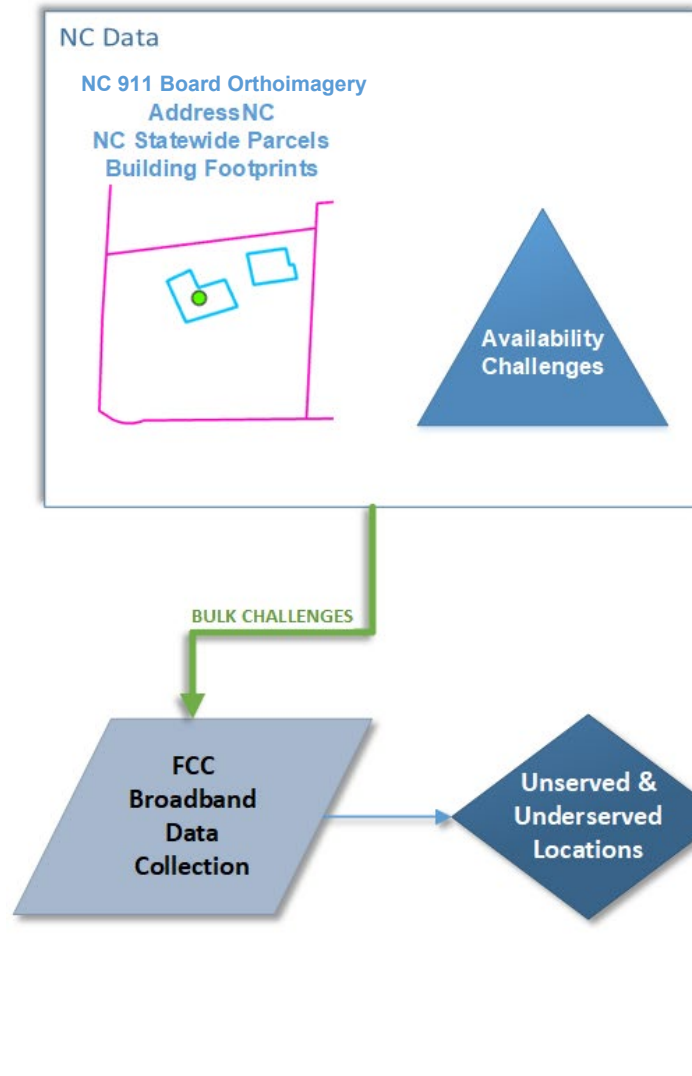 NC Data
NC 911 Board Orthoimagery
AddressNC
NC Statewide Parcels
Building Footprints
Availability
Challenges
BULK CHALLENGES
FCC
Broadband
Data
Collection
Unserved &
Underserved
Locations